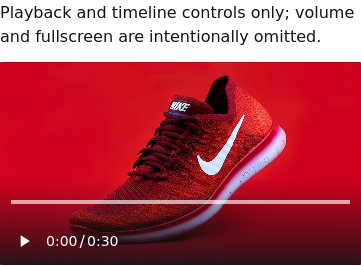 Playback and timeline controls only; volume
and fullscreen are intentionally omitted.
NIKE
0:00 / 0:30